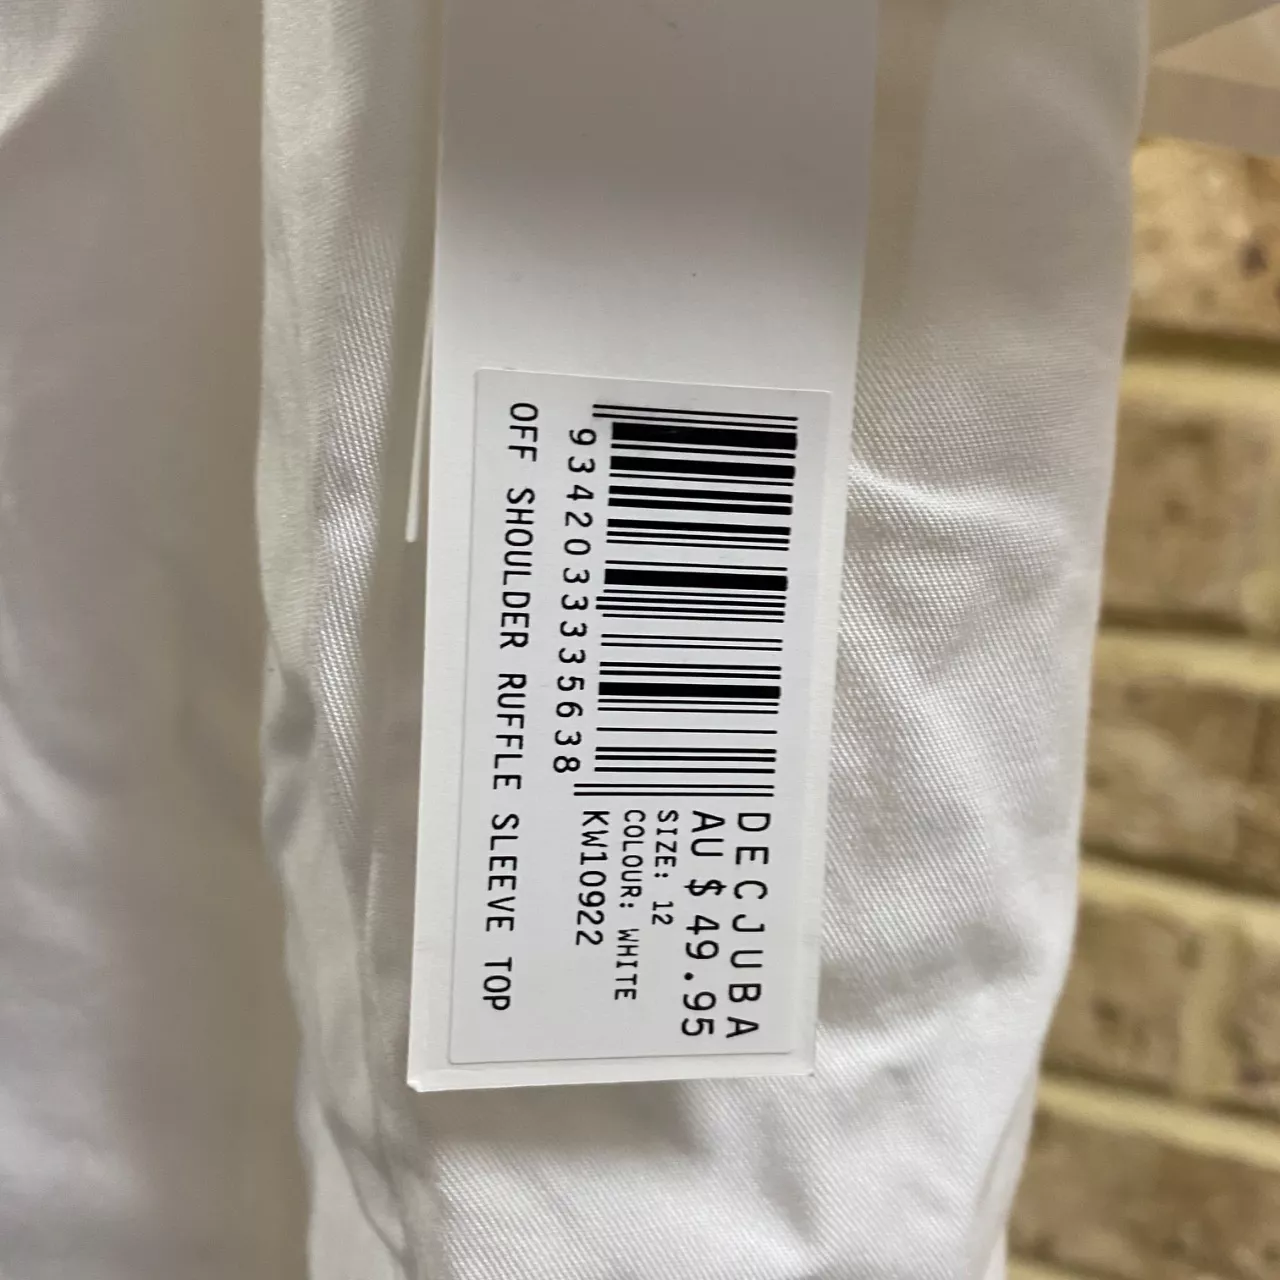 DECJUBA
AU $ 49.95
SIZE: 12
COLOUR: WHITE
KW10922
9342033335638
OFF SHOULDER RUFFLE SLEEVE TOP